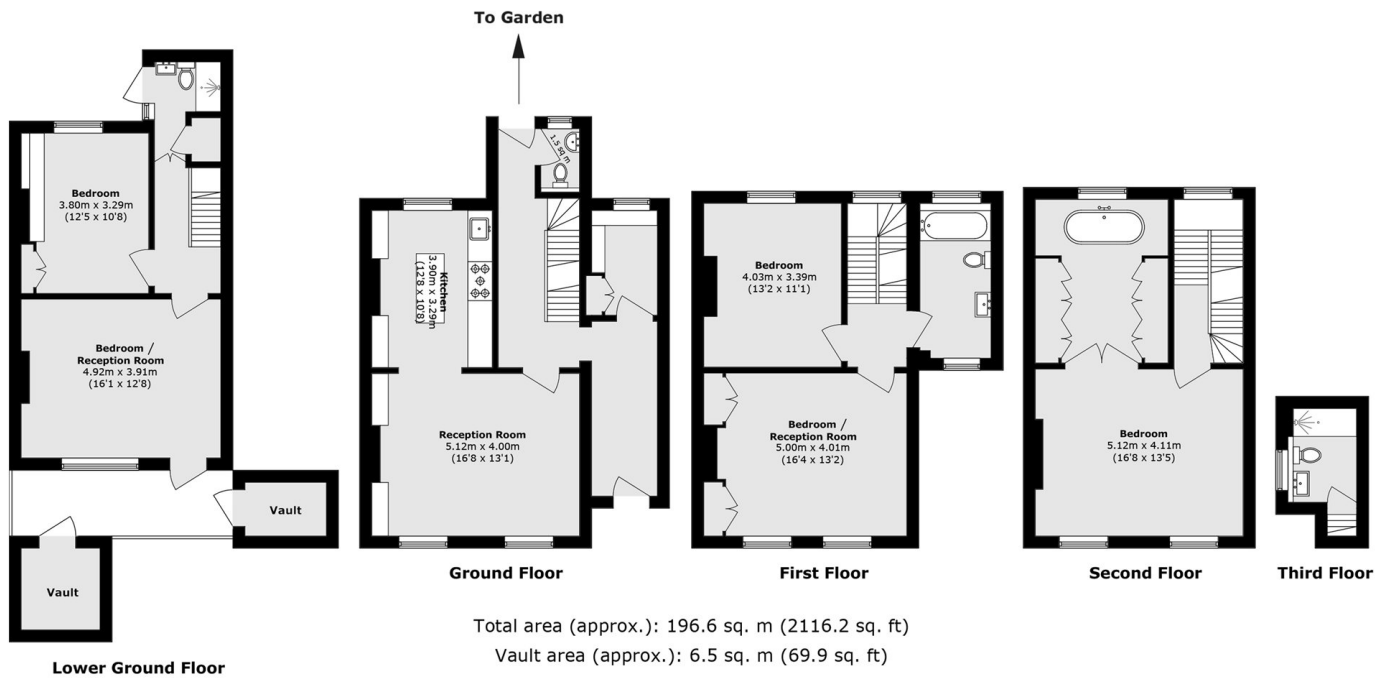 To Garden
Bedroom
3.80m x 3.29m
(12'5 x 10'8)
Bedroom /
Reception Room
4.92m x 3.91m
(16'1 x 12'8)
Vault
Vault
Lower Ground Floor
1.5 sq m
Kitchen
3.90m x 3.29m
(12'8 x 10'8)
Reception Room
5.12m x 4.00m
(16'8 x 13'1)
Ground Floor
Bedroom
4.03m x 3.39m
(13'2 x 11'1)
Bedroom /
Reception Room
5.00m x 4.01m
(16'4 x 13'2)
First Floor
Bedroom
5.12m x 4.11m
(16'8 x 13'5)
Second Floor
Third Floor
Total area (approx.): 196.6 sq. m (2116.2 sq. ft)
Vault area (approx.): 6.5 sq. m (69.9 sq. ft)